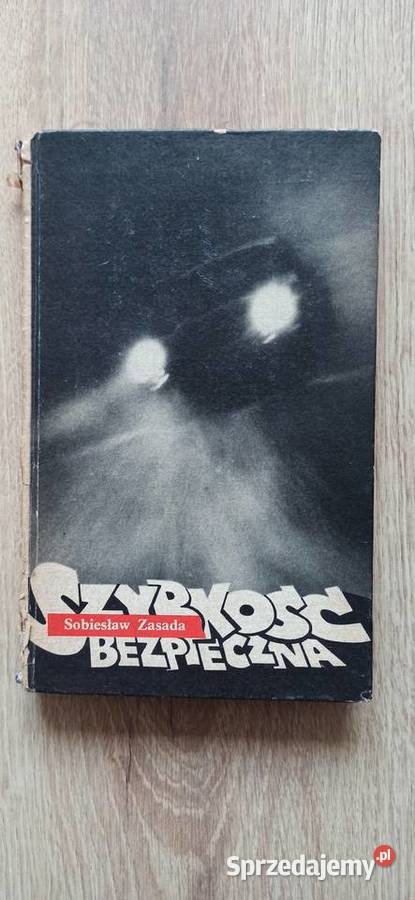 SZYBKOŚĆ
Sobiesław Zasada
BEZPIECZNA
Sprzedajemy.pl